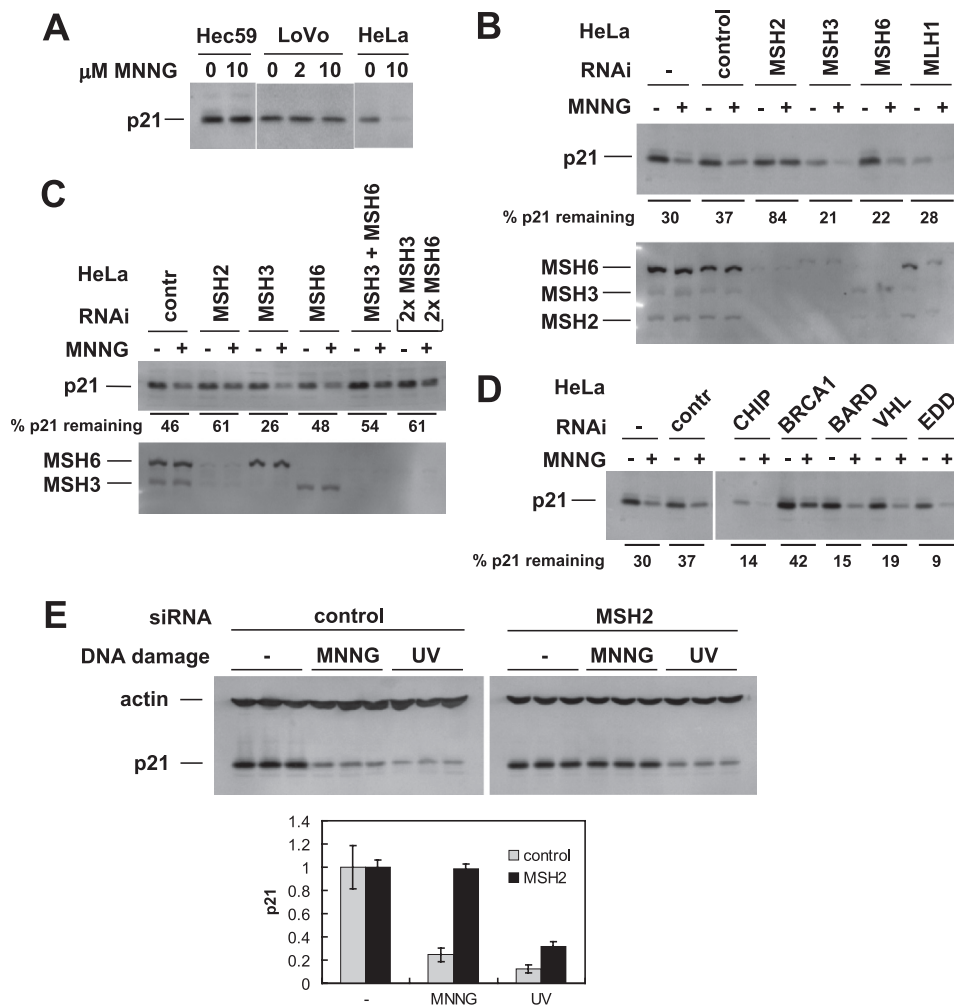 A
Hec59 LoVo HeLa
μM MNNG 0 10 0 2 10 0 10
p21
B
HeLa
RNAi - control MSH2 MSH3 MSH6 MLH1
MNNG - + - + - + - + - + - +
p21
% p21 remaining 30 37 84 21 22 28
MSH6
MSH3
MSH2
C
HeLa
RNAi contr MSH2 MSH3 MSH6 MSH3 + MSH6 2x MSH3 2x MSH6
MNNG - + - + - + - + - + - +
p21
% p21 remaining 46 61 26 48 54 61
MSH6
MSH3
D
HeLa
RNAi - contr CHIP BRCA1 BARD VHL EDD
MNNG - + - + - + - + - + - + - +
p21
% p21 remaining 30 37 14 42 15 19 9
E
siRNA control MSH2
DNA damage - MNNG UV - MNNG UV
actin
p21
1.4
1.2
1
0.8
0.6
0.4
0.2
0
p21
control
MSH2
- MNNG UV